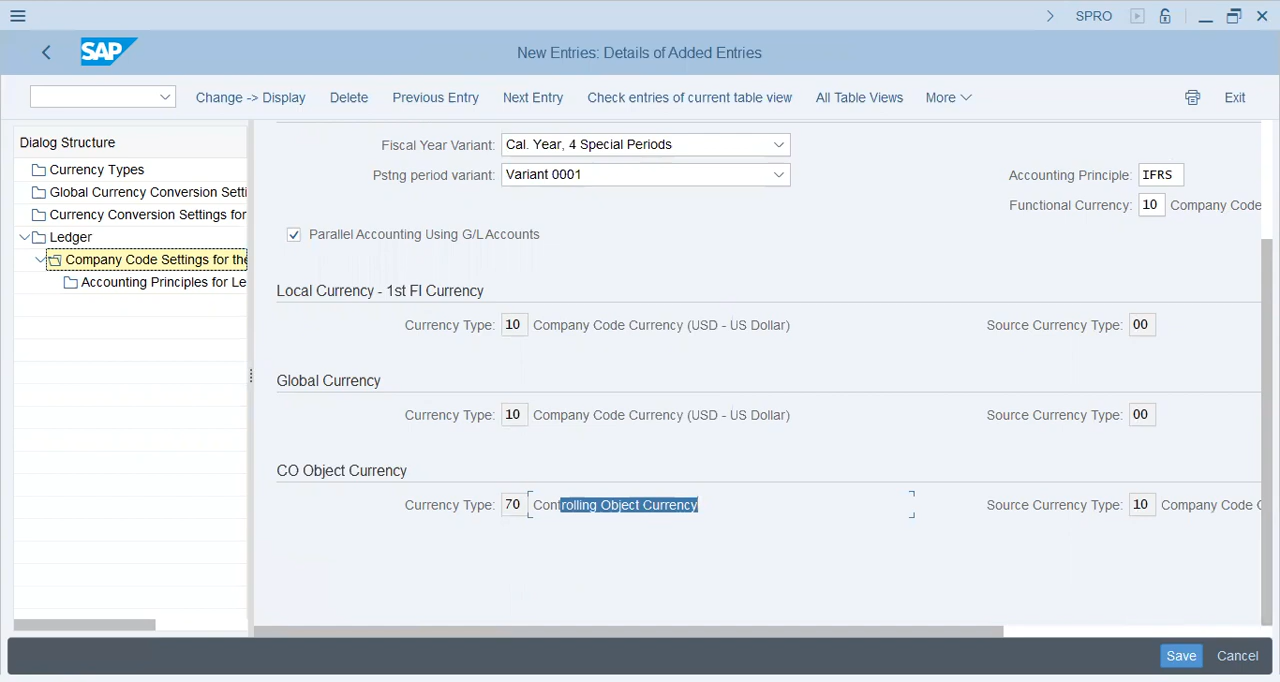 SPRO
SAP New Entries: Details of Added Entries
Change -> Display Delete Previous Entry Next Entry Check entries of current table view All Table Views More Exit
Dialog Structure
Currency Types
Global Currency Conversion Setti
Currency Conversion Settings for
Ledger
Company Code Settings for the
Accounting Principles for Le
Fiscal Year Variant: Cal. Year, 4 Special Periods
Pstng period variant: Variant 0001 Accounting Principle: IFRS
Functional Currency: 10 Company Code
Parallel Accounting Using G/L Accounts
Local Currency - 1st FI Currency
Currency Type: 10 Company Code Currency (USD - US Dollar) Source Currency Type: 00
Global Currency
Currency Type: 10 Company Code Currency (USD - US Dollar) Source Currency Type: 00
CO Object Currency
Currency Type: 70 Controlling Object Currency Source Currency Type: 10 Company Code C
Save Cancel